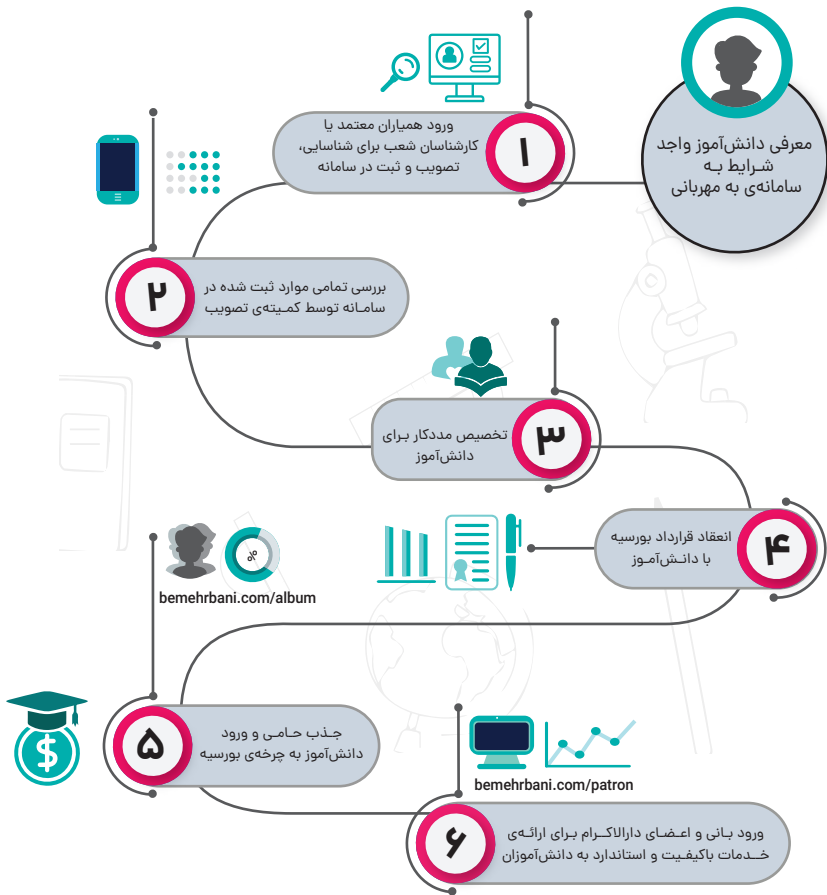 معرفی دانش‌آموز واجد
شرایط به
سامانه‌ی به مهربانی
۱
ورود همیاران معتمد یا
کارشناسان شعب برای شناسایی،
تصویب و ثبت در سامانه
۲
بررسی تمامی موارد ثبت شده در
سامانه توسط کمیته‌ی تصویب
۳
تخصیص مددکار برای
دانش‌آموز
۴
انعقاد قرارداد بورسیه
با دانش‌آموز
%
bemehrbani.com/album
$
۵
جذب حامی و ورود
دانش‌آموز به چرخه‌ی بورسیه
bemehrbani.com/patron
۶
ورود بانی و اعضای دارالاکرام برای ارائه‌ی
خدمات باکیفیت و استاندارد به دانش‌آموزان